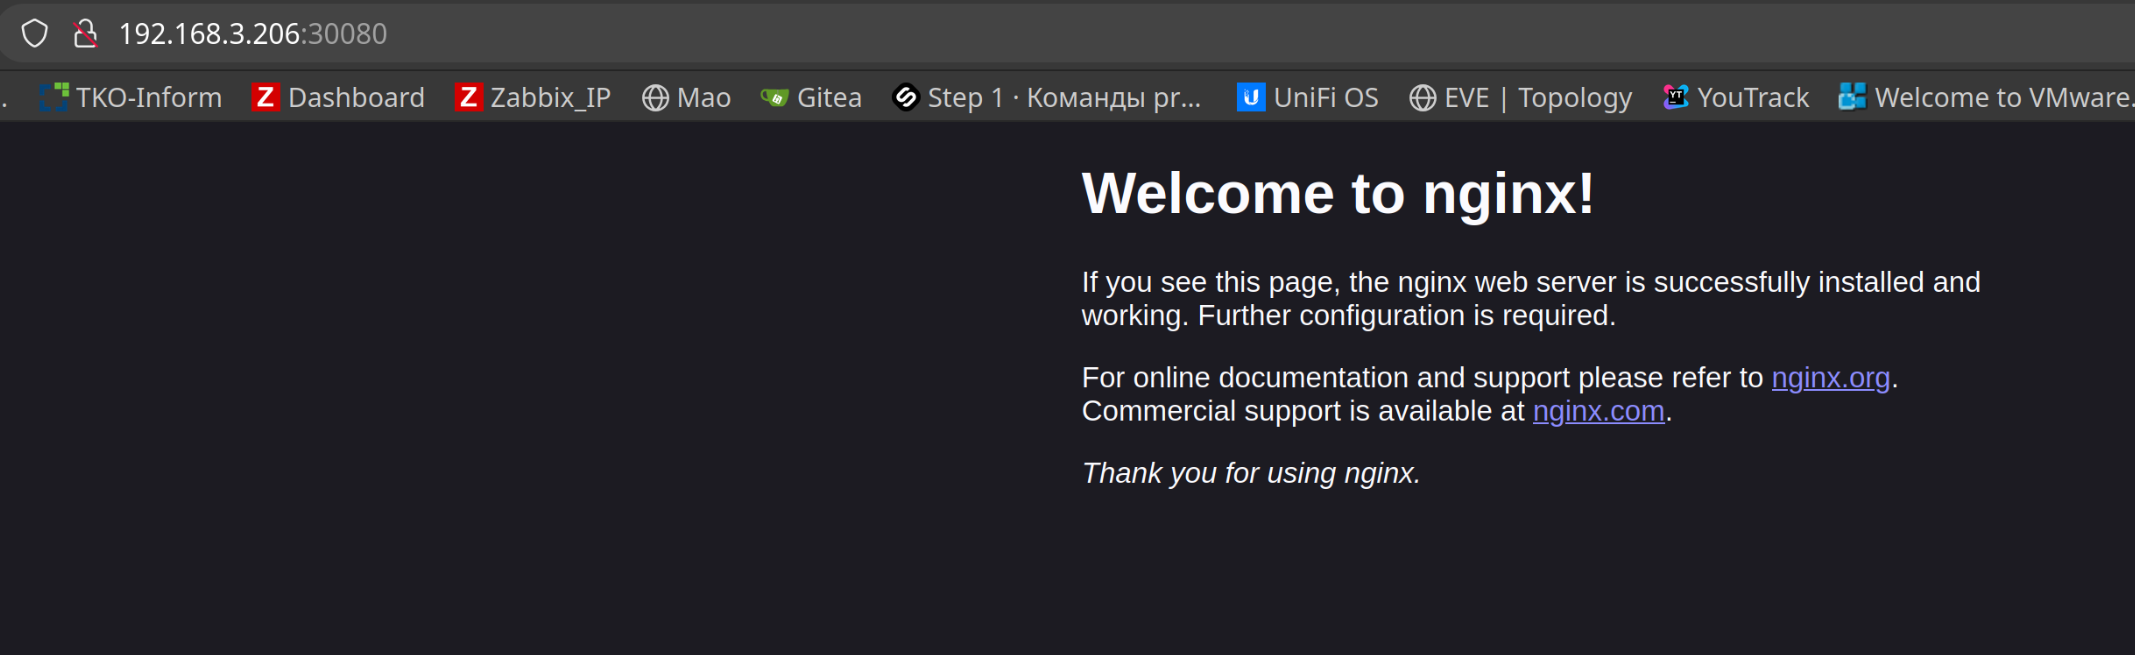 192.168.3.206:30080
. TKO-Inform Z Dashboard Z Zabbix_IP Mao Gitea Step 1 · Команды pr... U UniFi OS EVE | Topology YT YouTrack Welcome to VMware.
Welcome to nginx!
If you see this page, the nginx web server is successfully installed and
working. Further configuration is required.
For online documentation and support please refer to nginx.org.
Commercial support is available at nginx.com.
Thank you for using nginx.